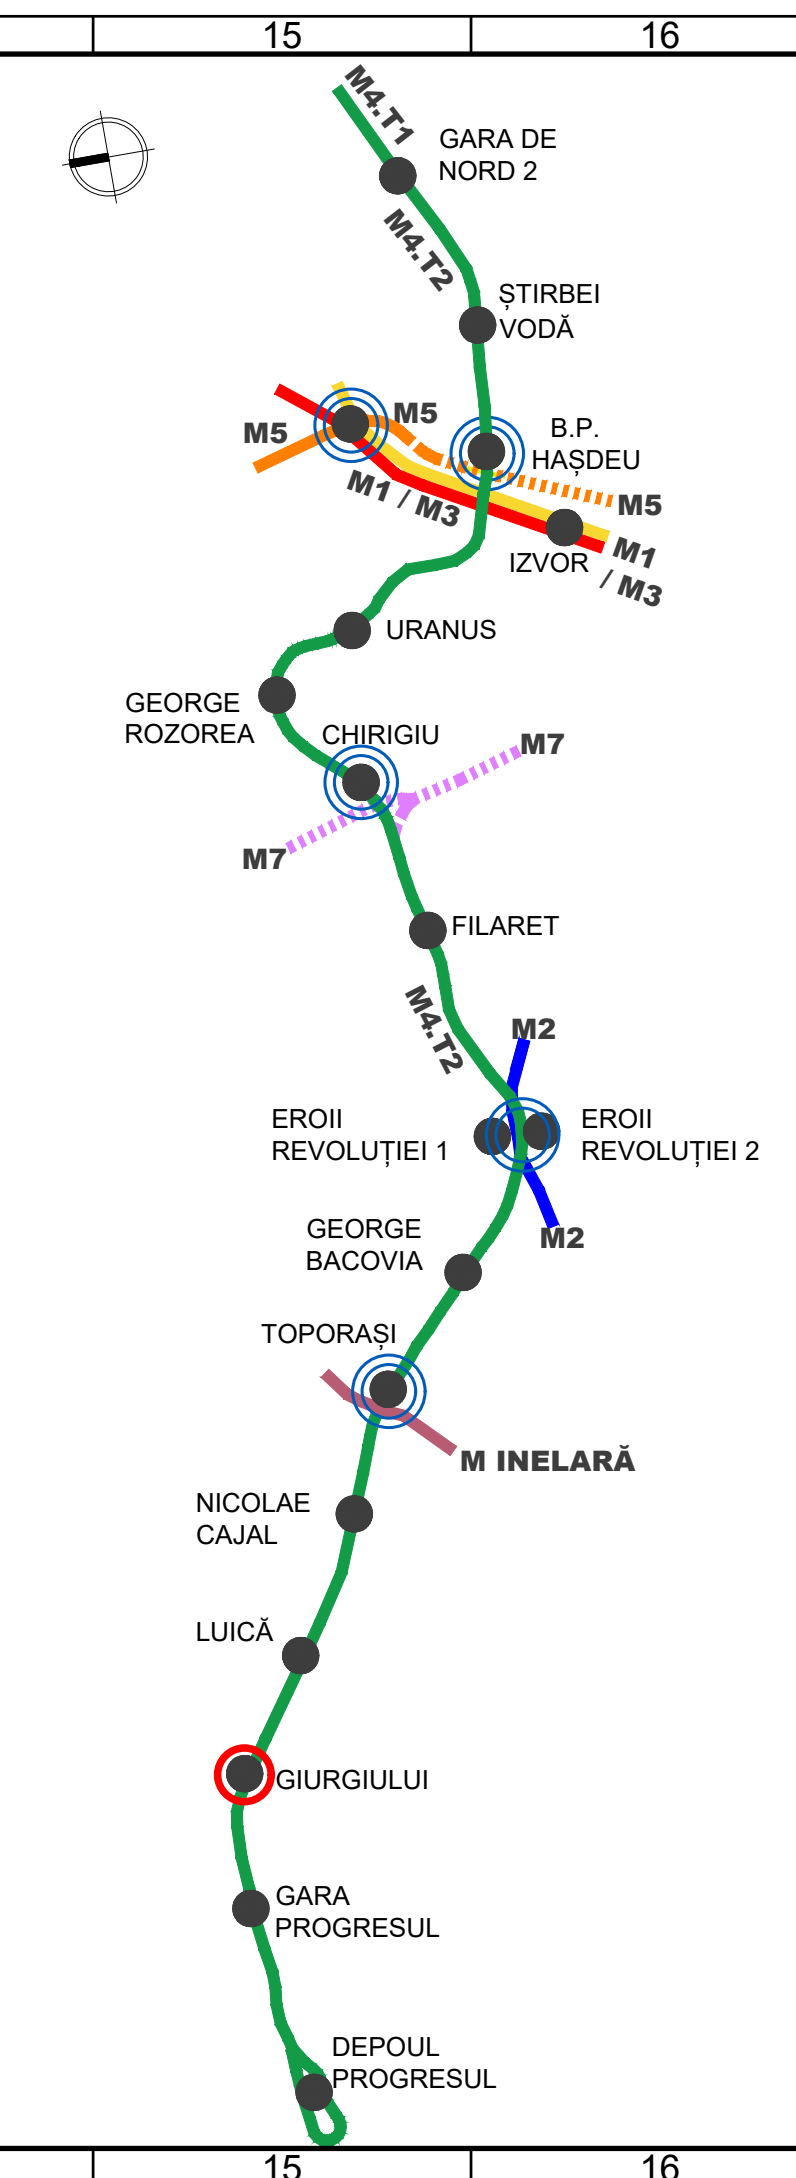 15
16
M4.T1
GARA DE
NORD 2
M4.T2
ȘTIRBEI
VODĂ
M5
M5
B.P.
HAȘDEU
M1 / M3
M5
IZVOR
M1
/ M3
URANUS
GEORGE
ROZOREA
CHIRIGIU
M7
M7
FILARET
M4.T2
M2
EROII
REVOLUȚIEI 1
EROII
REVOLUȚIEI 2
M2
GEORGE
BACOVIA
TOPORAȘI
M INELARĂ
NICOLAE
CAJAL
LUICĂ
GIURGIULUI
GARA
PROGRESUL
DEPOUL
PROGRESUL
15
16